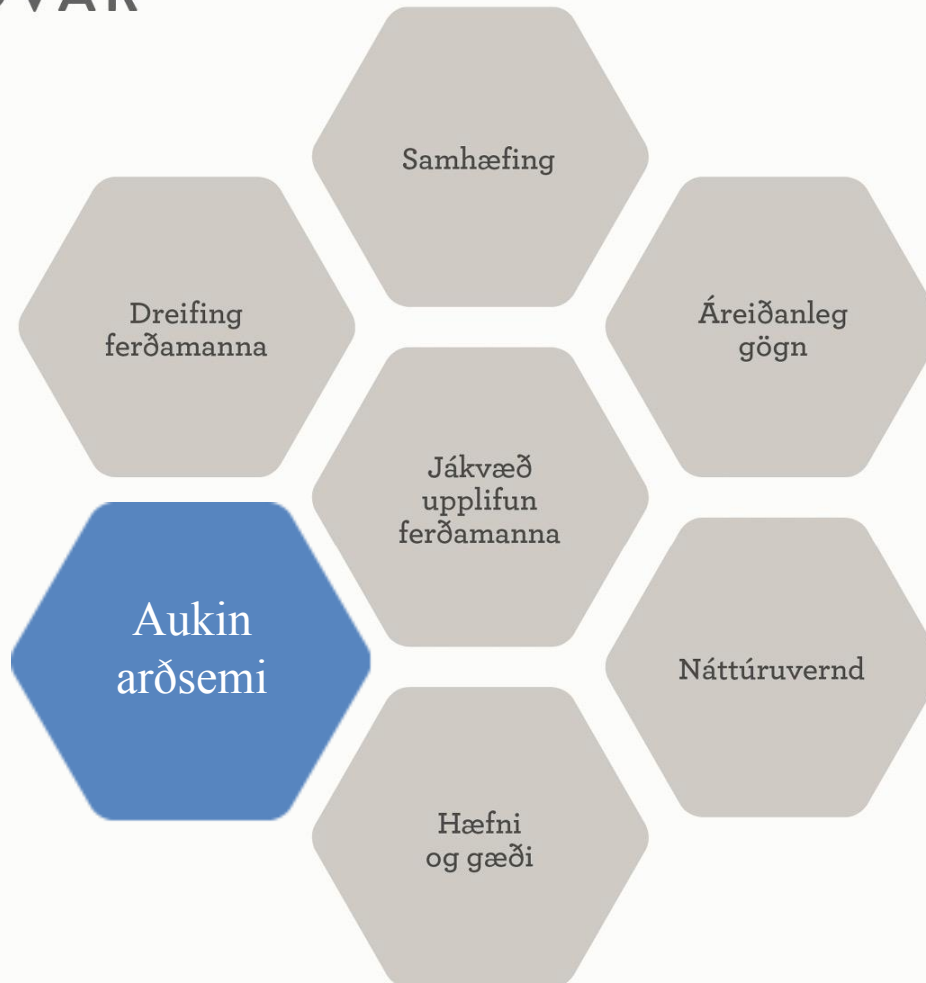 Samhæfing
Dreifing
ferðamanna
Áreiðanleg
gögn
Jákvæð
upplifun
ferðamanna
Aukin
arðsemi
Náttúruvernd
Hæfni
og gæði